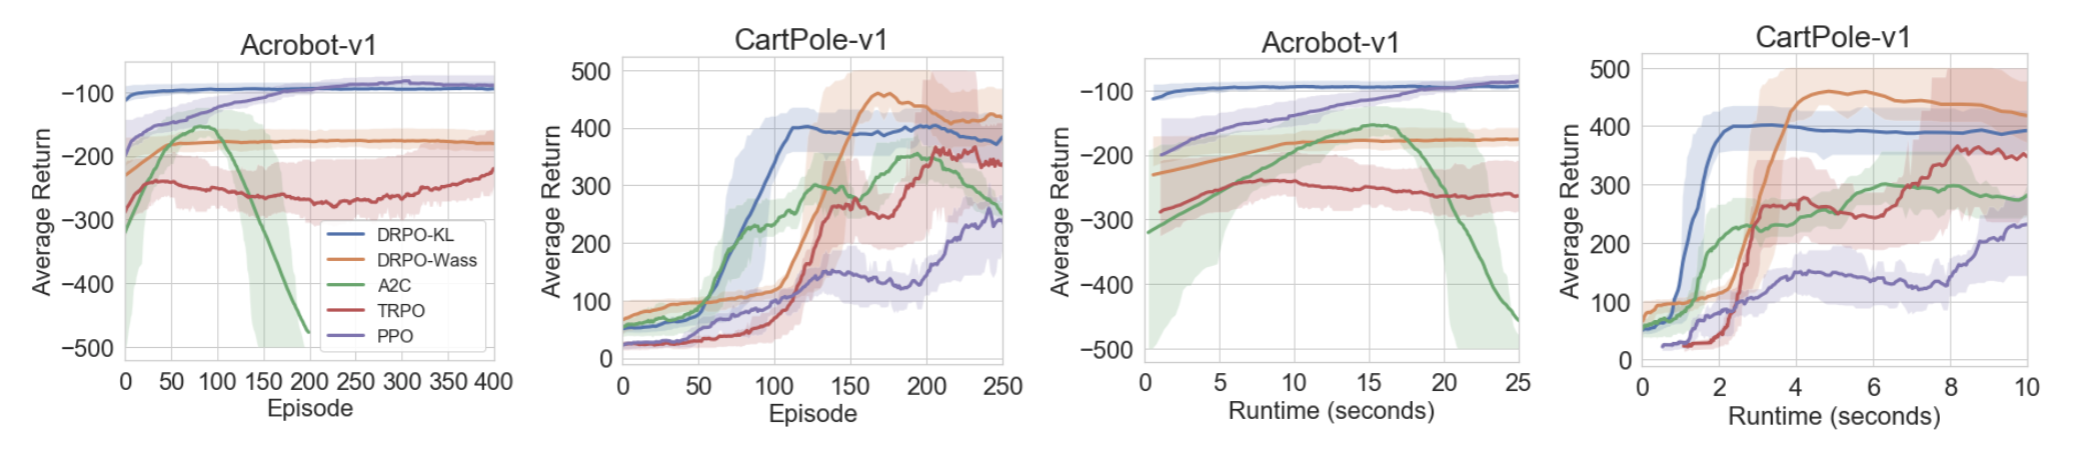 Acrobot-v1
Average Return
−100
−200
−300
−400
−500
0 50 100 150 200 250 300 350 400
Episode
DRPO-KL
DRPO-Wass
A2C
TRPO
PPO
CartPole-v1
Average Return
500
400
300
200
100
0
0 50 100 150 200 250
Episode
Acrobot-v1
Average Return
−100
−200
−300
−400
−500
0 5 10 15 20 25
Runtime (seconds)
CartPole-v1
Average Return
500
400
300
200
100
0
0 2 4 6 8 10
Runtime (seconds)